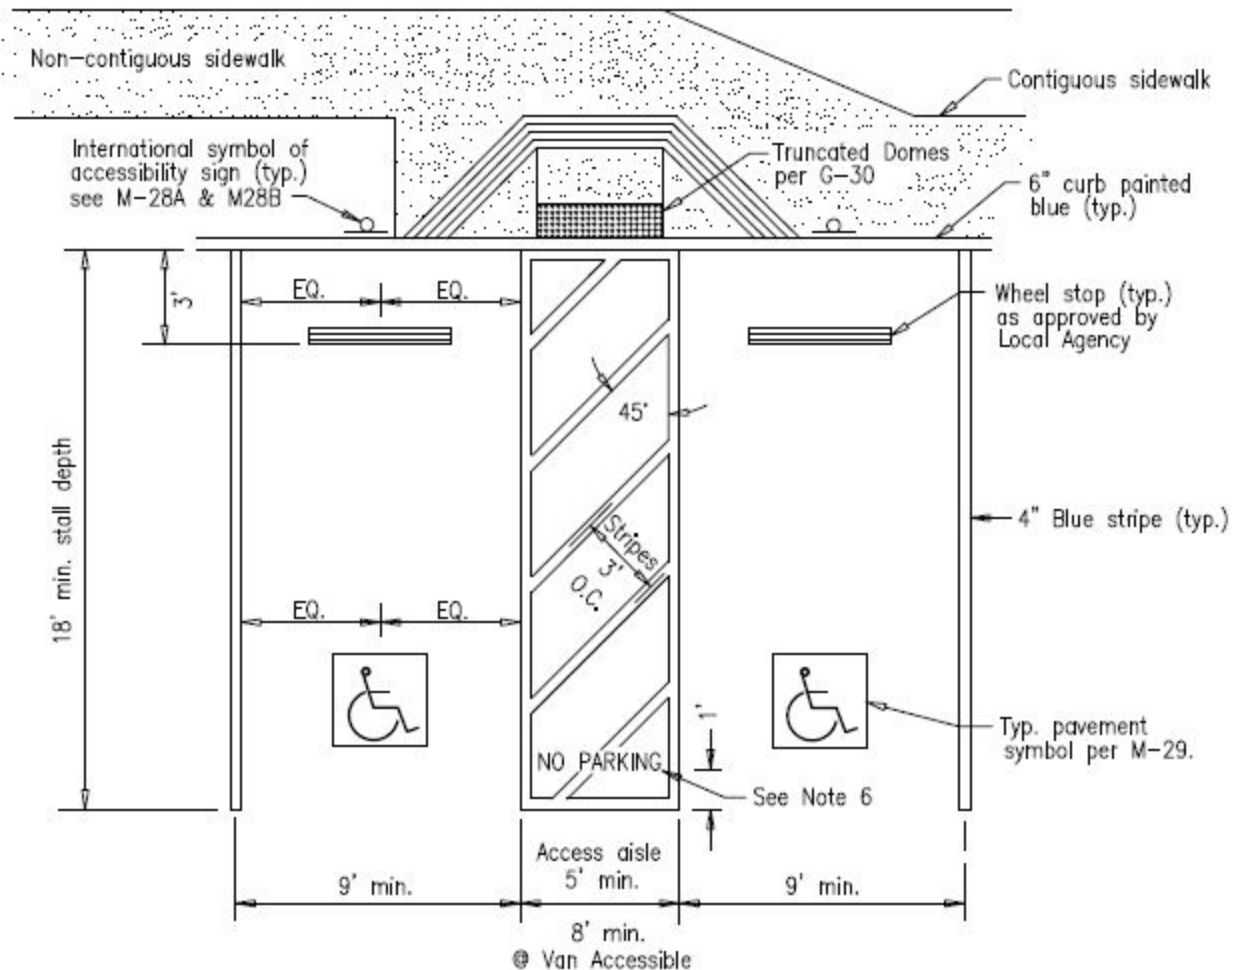 Non-contiguous sidewalk
Contiguous sidewalk
International symbol of
accessibility sign (typ.)
see M-28A & M28B
Truncated Domes
per G-30
6" curb painted
blue (typ.)
3'
EQ.
EQ.
Wheel stop (typ.)
as approved by
Local Agency
45°
18' min. stall depth
Stripes
3'
O.C.
4" Blue stripe (typ.)
EQ.
EQ.
1'
Typ. pavement
symbol per M-29.
NO PARKING
See Note 6
Access aisle
9' min.
5' min.
9' min.
8' min.
@ Van Accessible